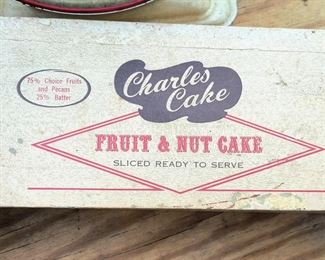 75% Choice Fruits
and Pecans
25% Batter
Charles
Cake
FRUIT & NUT CAKE
SLICED READY TO SERVE